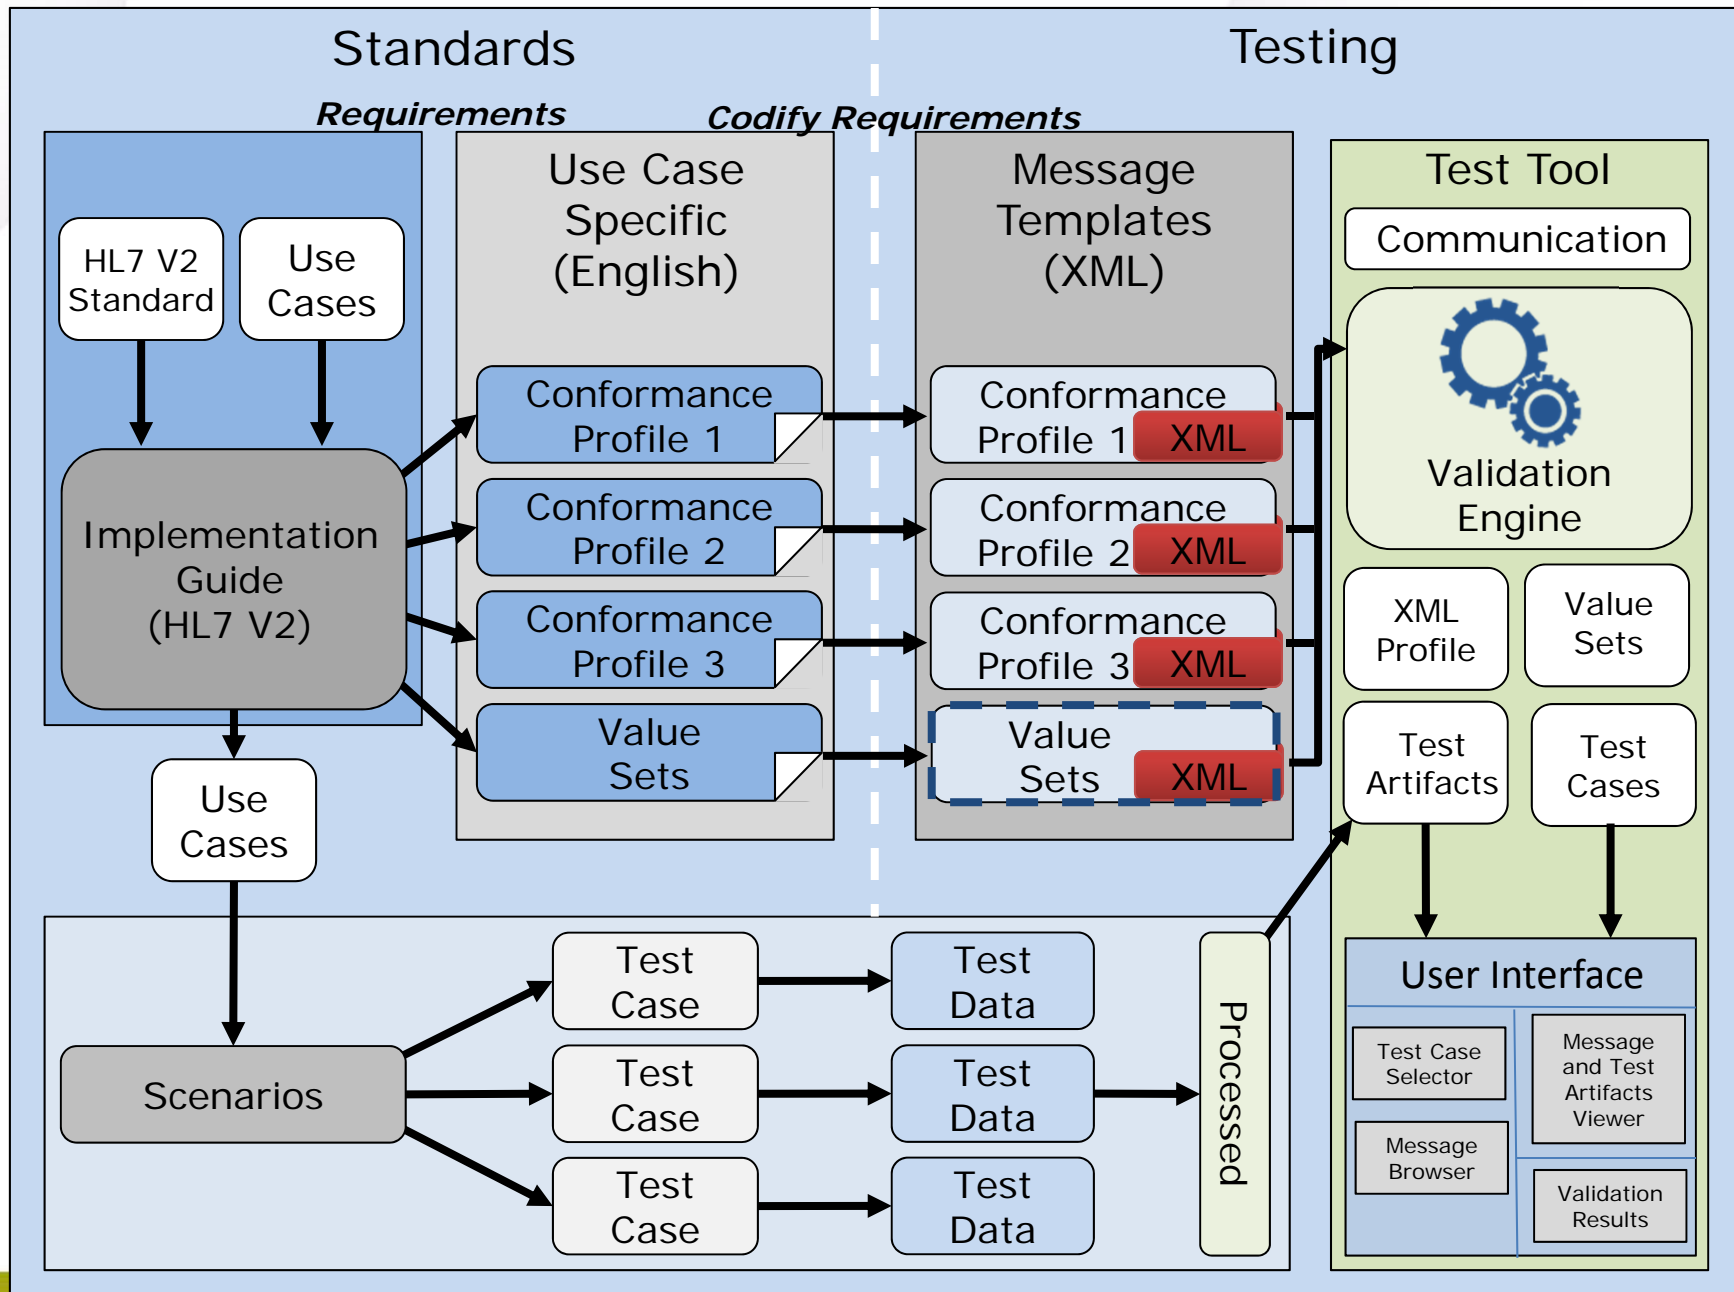 Standards
Testing
Requirements
Codify Requirements
HL7 V2
Standard
Use
Cases
Implementation
Guide
(HL7 V2)
Use
Cases
Use Case
Specific
(English)
Conformance
Profile 1
Conformance
Profile 2
Conformance
Profile 3
Value
Sets
Message
Templates
(XML)
Conformance
Profile 1
XML
Conformance
Profile 2
XML
Conformance
Profile 3
XML
Value
Sets
XML
Test Tool
Communication
Validation
Engine
XML
Profile
Value
Sets
Test
Artifacts
Test
Cases
Scenarios
Test
Case
Test
Data
Test
Case
Test
Data
Test
Case
Test
Data
Processed
User Interface
Test Case
Selector
Message
Browser
Message
and Test
Artifacts
Viewer
Validation
Results